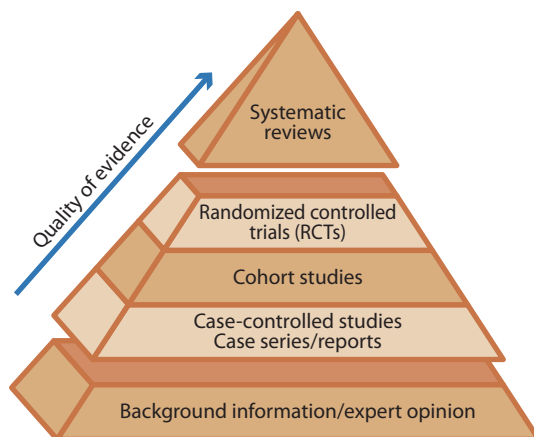 Quality of evidence
Systematic
reviews
Randomized controlled
trials (RCTs)
Cohort studies
Case-controlled studies
Case series/reports
Background information/expert opinion